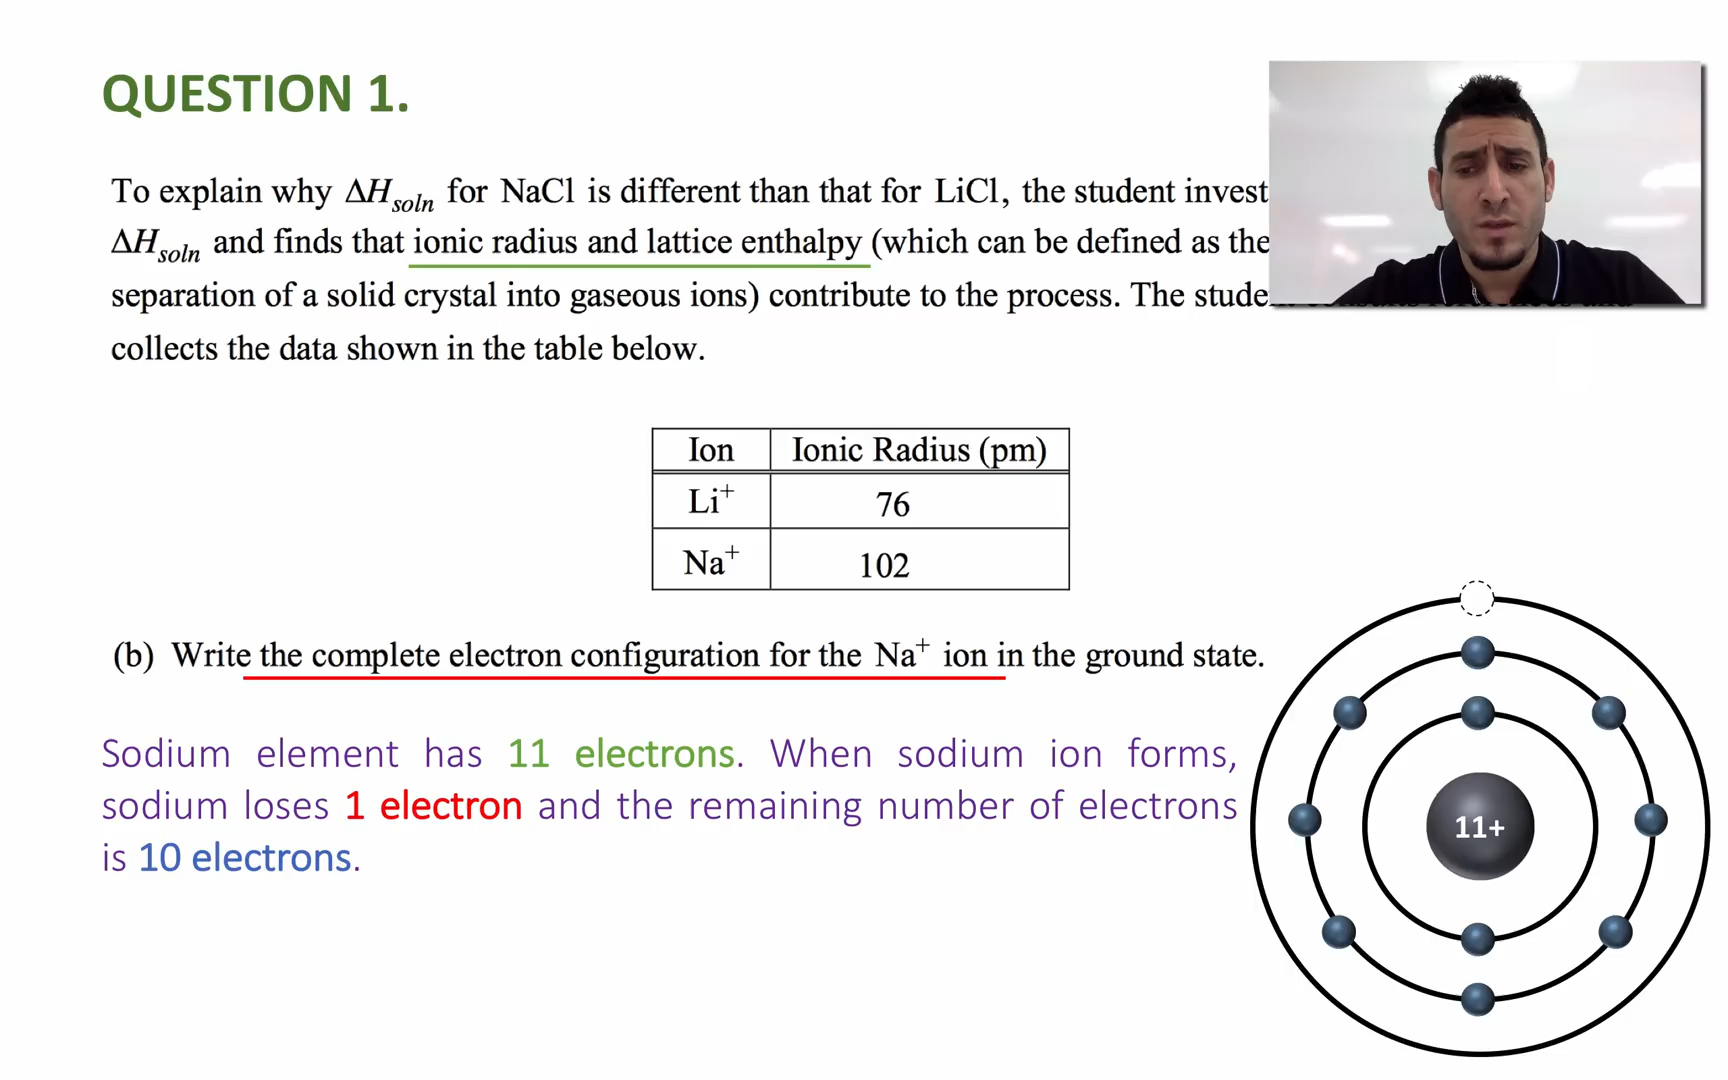 QUESTION 1.
To explain why ΔHsoln for NaCl is different than that for LiCl, the student invest
ΔHsoln and finds that ionic radius and lattice enthalpy (which can be defined as the
separation of a solid crystal into gaseous ions) contribute to the process. The stude
collects the data shown in the table below.
Ion Ionic Radius (pm)
Li+ 76
Na+ 102
(b) Write the complete electron configuration for the Na+ ion in the ground state.
Sodium element has 11 electrons. When sodium ion forms,
sodium loses 1 electron and the remaining number of electrons
is 10 electrons.
11+